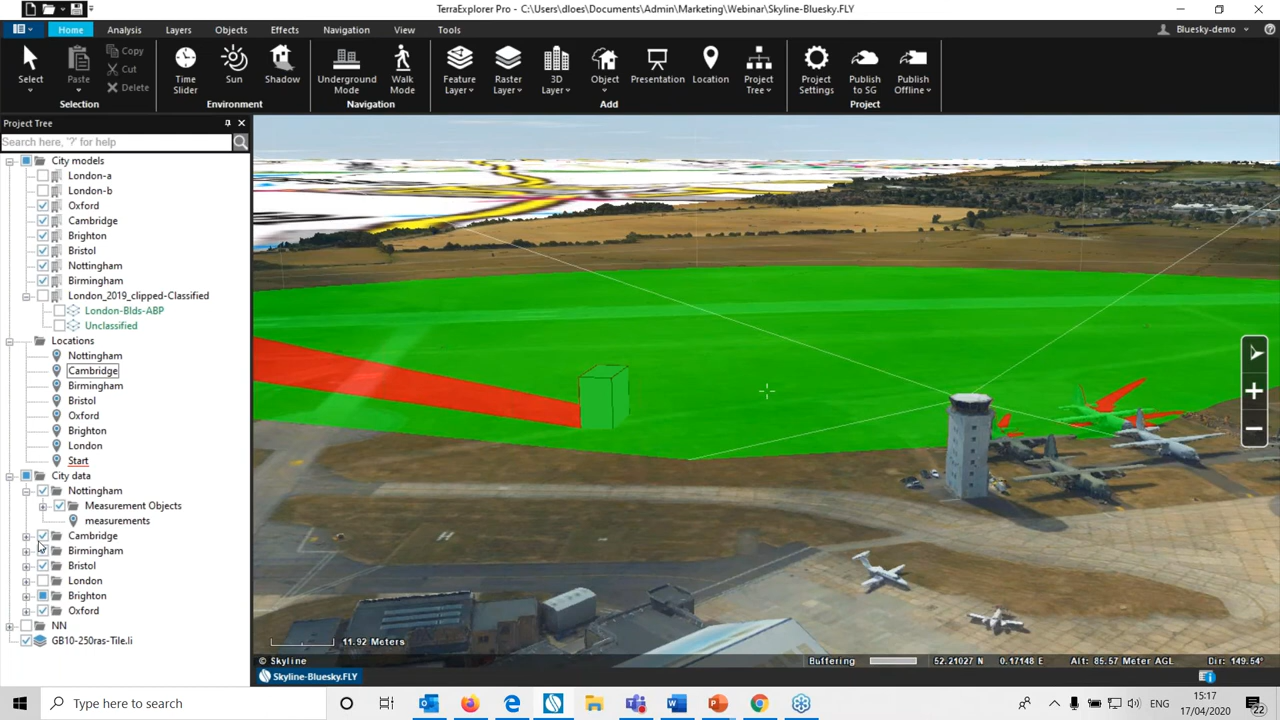 TerraExplorer Pro - C:\Users\dloes\Documents\Admin\Marketing\Webinar\Skyline-Bluesky.FLY
Home Analysis Layers Objects Effects Navigation View Tools Bluesky-demo
Select Paste Copy Cut Delete Time Slider Sun Shadow Underground Mode Walk Mode Feature Layer Raster Layer 3D Layer Object Presentation Location Project Tree Project Settings Publish to SG Publish Offline
Selection Environment Navigation Add Project
Project Tree
Search here, '?' for help
City models
London-a
London-b
Oxford
Cambridge
Brighton
Bristol
Nottingham
Birmingham
London_2019_clipped-Classified
London-Blds-ABP
Unclassified
Locations
Nottingham
Cambridge
Birmingham
Bristol
Oxford
Brighton
London
Start
City data
Nottingham
Measurement Objects
measurements
Cambridge
Birmingham
Bristol
London
Brighton
Oxford
NN
GB10-250ras-Tile.li
H
11.92 Meters
© Skyline Buffering 52.21027 N 0.17148 E Alt: 85.57 Meter AGL Dir: 149.54°
Skyline-Bluesky.FLY
Type here to search
ENG
15:17
17/04/2020
22